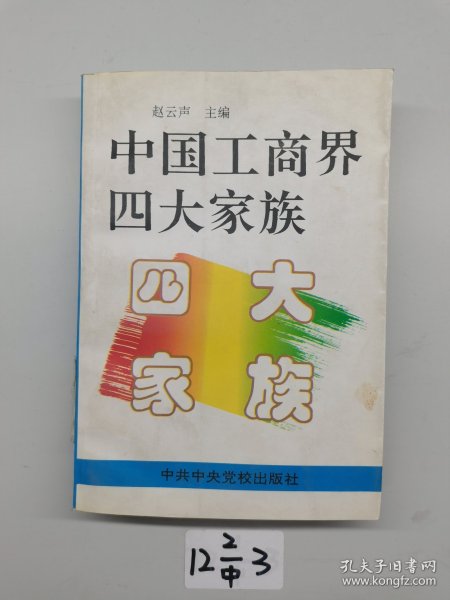 赵云声 主编
中国工商界
四大家族
四大
家族
中共中央党校出版社
12 2/中 3
孔夫子旧书网
www.kongfz.com